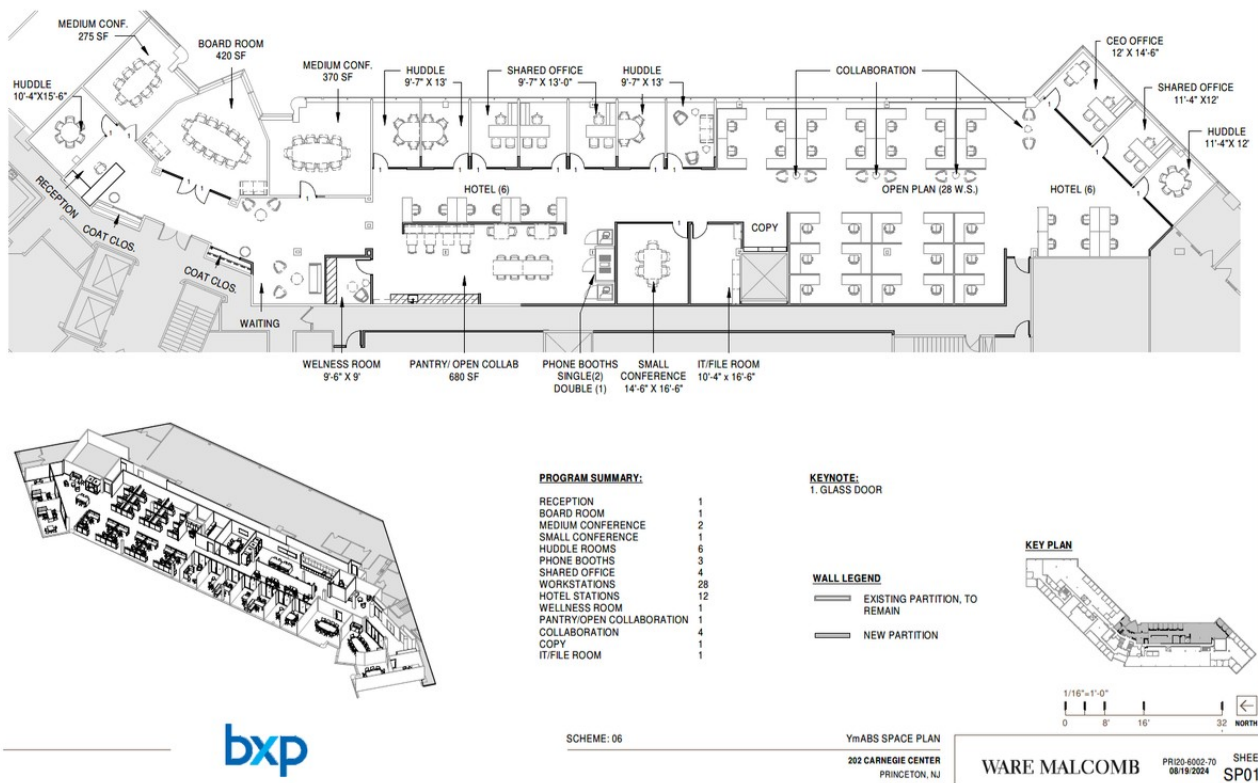 MEDIUM CONF.
275 SF
BOARD ROOM
420 SF
MEDIUM CONF.
370 SF
HUDDLE
9'-7" X 13'
SHARED OFFICE
9'-7" X 13'-0"
HUDDLE
9'-7" X 13'
COLLABORATION
CEO OFFICE
12' X 14'-6"
SHARED OFFICE
11'-4" X12'
HUDDLE
11'-4"X 12'
HUDDLE
10'-4"X15'-6"
RECEPTION
COAT CLOS.
COAT CLOS.
WAITING
HOTEL (6)
COPY
OPEN PLAN (28 W.S.)
HOTEL (6)
WELNESS ROOM
9'-6" X 9'
PANTRY/ OPEN COLLAB
680 SF
PHONE BOOTHS
SINGLE(2)
DOUBLE (1)
SMALL
CONFERENCE
14'-6" X 16'-6"
IT/FILE ROOM
10'-4" x 16'-6"
PROGRAM SUMMARY:
RECEPTION 1
BOARD ROOM 1
MEDIUM CONFERENCE 2
SMALL CONFERENCE 1
HUDDLE ROOMS 6
PHONE BOOTHS 3
SHARED OFFICE 4
WORKSTATIONS 28
HOTEL STATIONS 12
WELLNESS ROOM 1
PANTRY/OPEN COLLABORATION 1
COLLABORATION 4
COPY 1
IT/FILE ROOM 1
KEYNOTE:
1. GLASS DOOR
WALL LEGEND
EXISTING PARTITION, TO
REMAIN
NEW PARTITION
KEY PLAN
1/16"=1'-0"
0 8' 16' 32
NORTH
bxp
SCHEME: 06
YmABS SPACE PLAN
202 CARNEGIE CENTER
PRINCETON, NJ
WARE MALCOMB
PRI20-6002-70
08/19/2024
SHEE
SP01